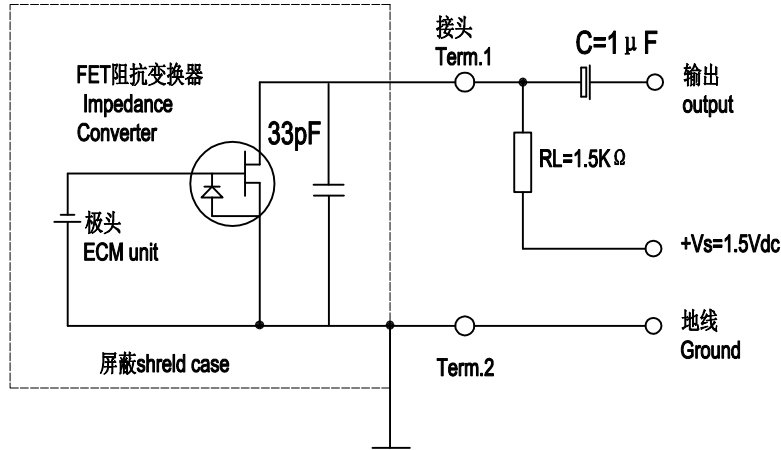 FET阻抗变换器
Impedance
Converter
33pF
极头
ECM unit
屏蔽shreld case
接头
Term.1
C=1μF
输出
output
RL=1.5KΩ
+Vs=1.5Vdc
地线
Ground
Term.2